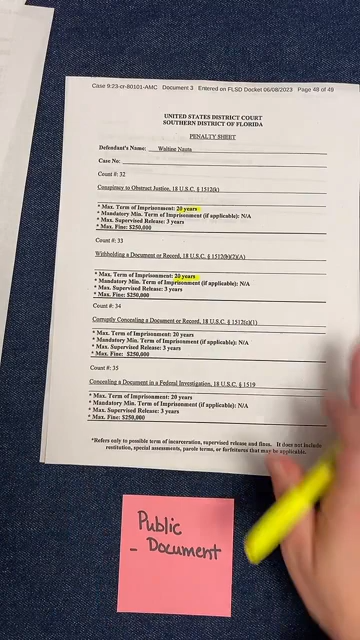 Case 9:23-cr-80101-AMC Document 3 Entered on FLSD Docket 06/08/2023 Page 48 of 49
UNITED STATES DISTRICT COURT
SOUTHERN DISTRICT OF FLORIDA
PENALTY SHEET
Defendant's Name: Waltine Nauta
Case No:
Count #: 32
Conspiracy to Obstruct Justice, 18 U.S.C. § 1512(k)
* Max. Term of Imprisonment: 20 years
* Mandatory Min. Term of Imprisonment (if applicable): N/A
* Max. Supervised Release: 3 years
* Max. Fine: $250,000
Count #: 33
Withholding a Document or Record, 18 U.S.C. § 1512(b)(2)(A)
* Max. Term of Imprisonment: 20 years
* Mandatory Min. Term of Imprisonment (if applicable): N/A
* Max. Supervised Release: 3 years
* Max. Fine: $250,000
Count #: 34
Corruptly Concealing a Document or Record, 18 U.S.C. § 1512(c)(1)
* Max. Term of Imprisonment: 20 years
* Mandatory Min. Term of Imprisonment (if applicable): N/A
* Max. Supervised Release: 3 years
* Max. Fine: $250,000
Count #: 35
Concealing a Document in a Federal Investigation, 18 U.S.C. § 1519
* Max. Term of Imprisonment: 20 years
* Mandatory Min. Term of Imprisonment (if applicable): N/A
* Max. Supervised Release: 3 years
* Max. Fine: $250,000
*Refers only to possible term of incarceration, supervised release and fines. It does not include
restitution, special assessments, parole terms, or forfeitures that may be applicable.
Public
- Document